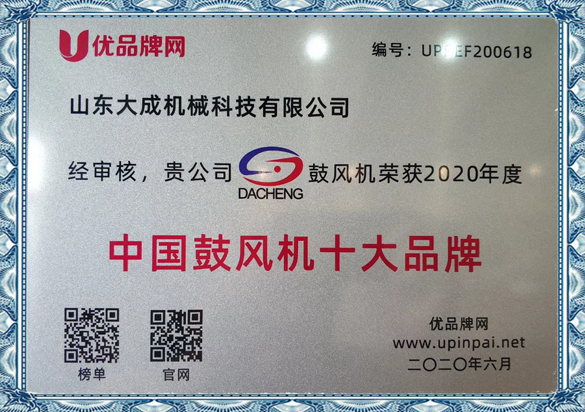 优品牌网
编号：UP EF200618
山东大成机械科技有限公司
经审核，贵公司 DACHENG 鼓风机荣获2020年度
中国鼓风机十大品牌
榜单
官网
优品牌网
www.upinpai.net
二〇二〇年六月